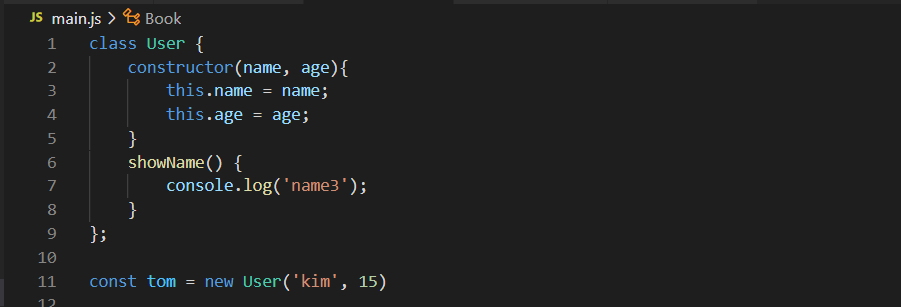 JS main.js > Book
1 class User {
2     constructor(name, age){
3         this.name = name;
4         this.age = age;
5     }
6     showName() {
7         console.log('name3');
8     }
9 };
10
11 const tom = new User('kim', 15)
12